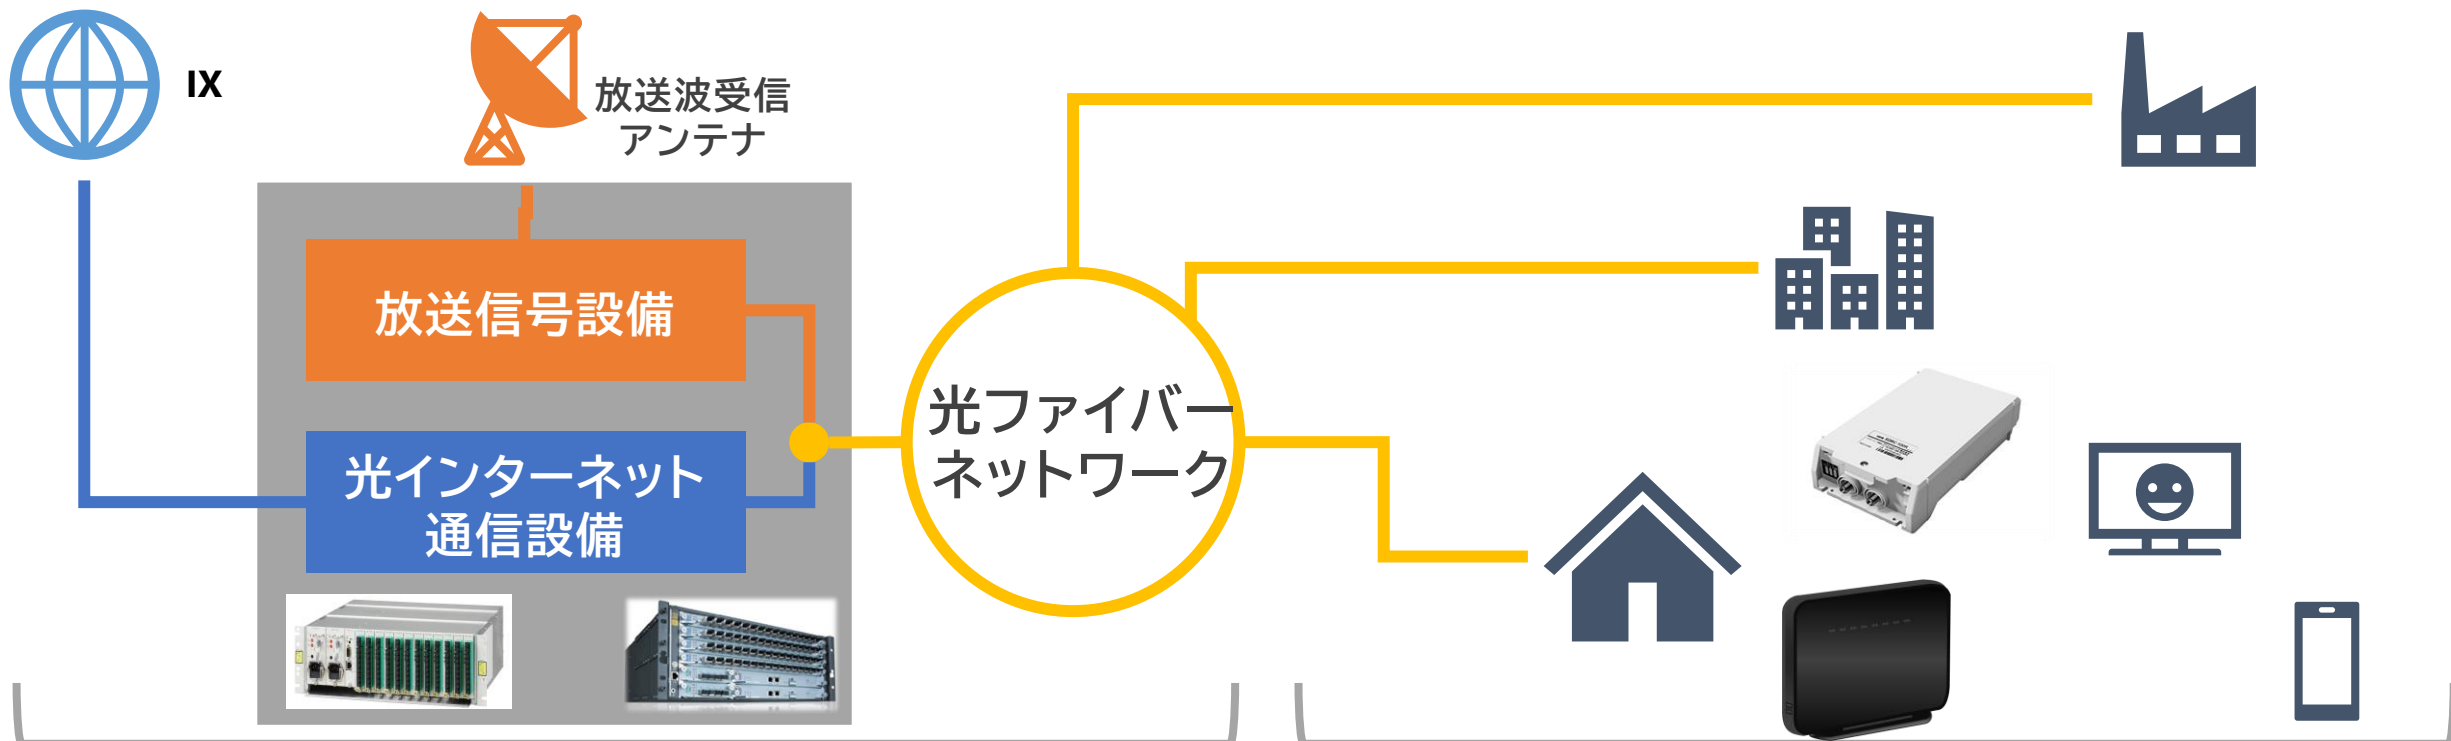 IX
放送波受信
アンテナ
放送信号設備
光インターネット
通信設備
光ファイバー
ネットワーク